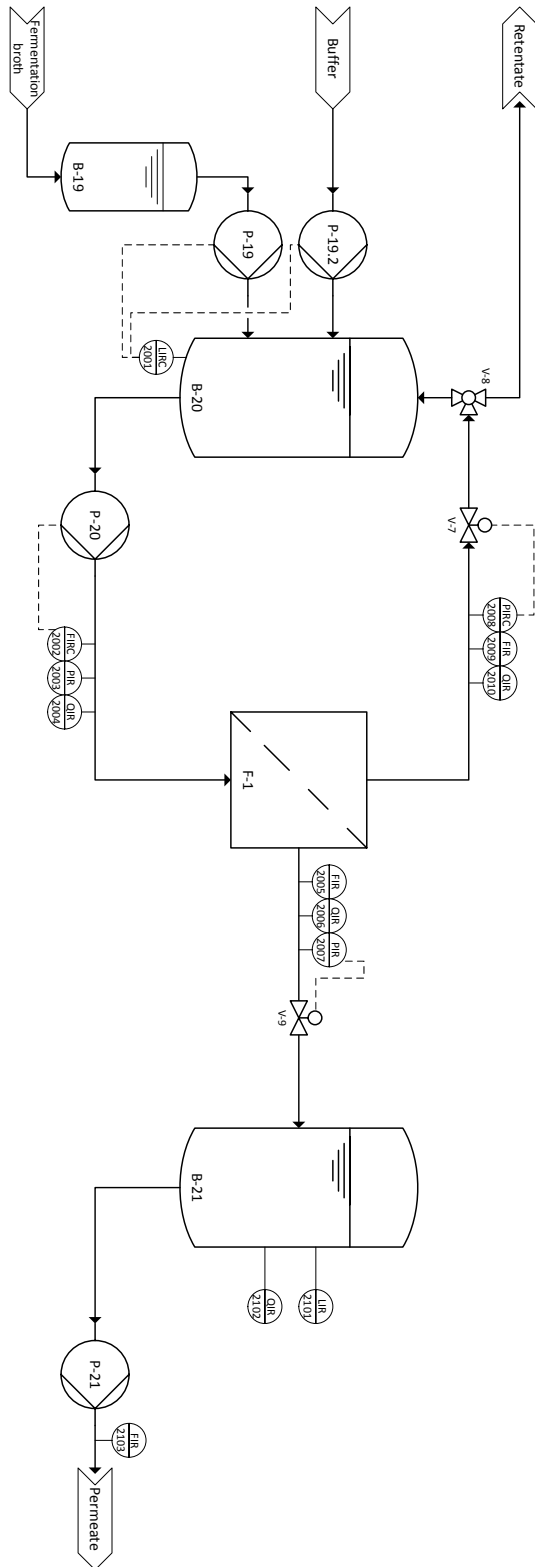 Fermentation
broth
Buffer
Retentate
B-19
P-19
P-19.2
LIRC
2001
B-20
V-8
V-7
P-20
PIRC
2008
FIR
2009
QIR
2010
FIRC
2002
PIR
2003
QIR
2004
F-1
FIR
2005
QIR
2006
PIR
2007
V-9
B-21
LIR
2101
QIR
2102
P-21
FIR
2103
Permeate